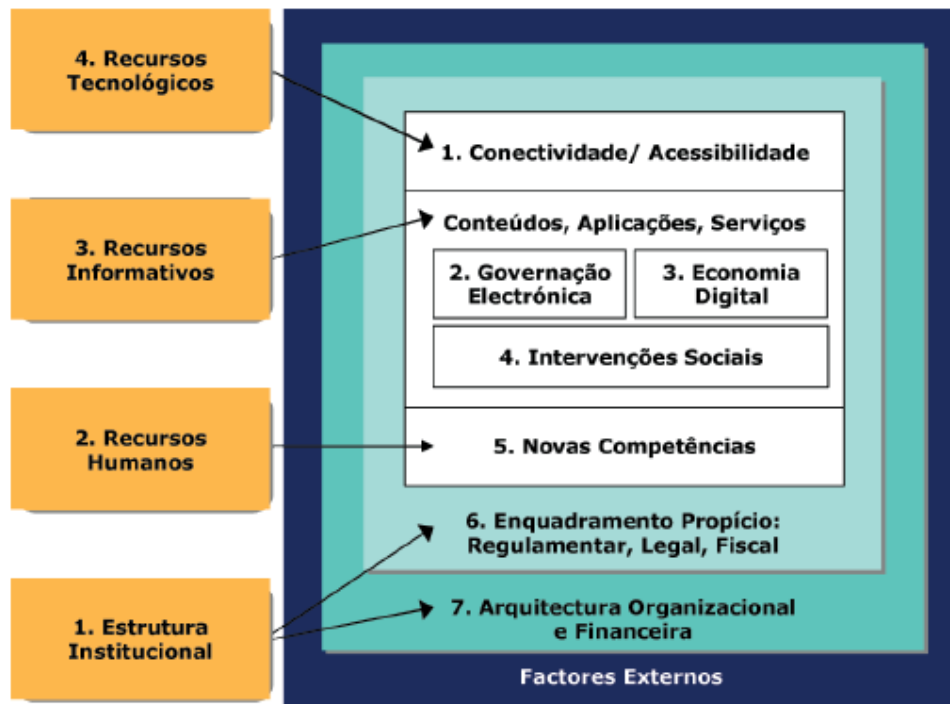 4. Recursos
Tecnológicos
3. Recursos
Informativos
2. Recursos
Humanos
1. Estrutura
Institucional
1. Conectividade/ Acessibilidade
Conteúdos, Aplicações, Serviços
2. Governação
Electrónica
3. Economia
Digital
4. Intervenções Sociais
5. Novas Competências
6. Enquadramento Propício:
Regulamentar, Legal, Fiscal
7. Arquitectura Organizacional
e Financeira
Factores Externos